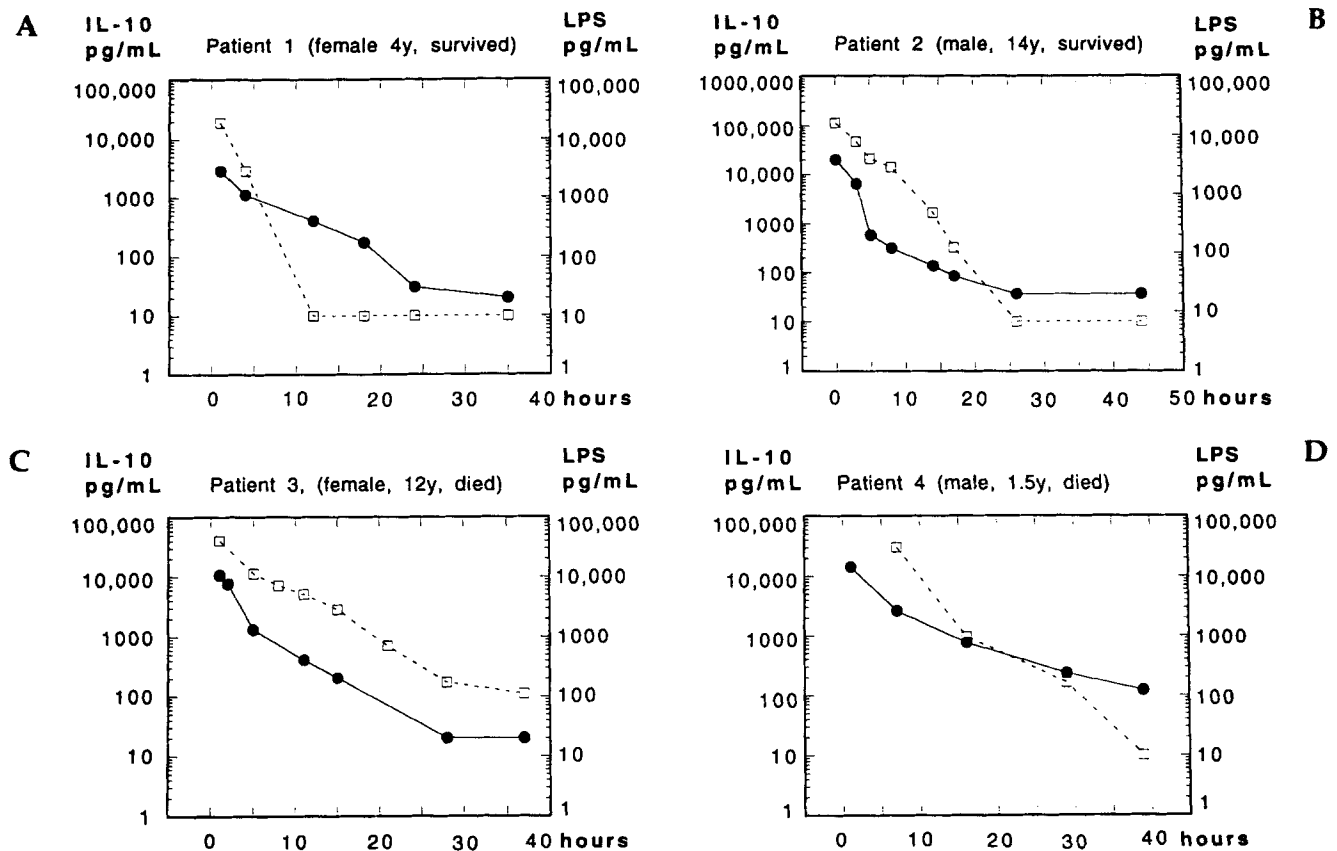 A
IL-10
pg/mL
Patient 1 (female 4y, survived)
LPS
pg/mL
100,000
10,000
1000
100
10
1
100,000
10,000
1000
100
10
1
0 10 20 30 40 hours
B
IL-10
pg/mL
Patient 2 (male, 14y, survived)
LPS
pg/mL
1000,000
100,000
10,000
1000
100
10
1
100,000
10,000
1000
100
10
1
0 10 20 30 40 50 hours
C
IL-10
pg/mL
Patient 3, (female, 12y, died)
LPS
pg/mL
100,000
10,000
1000
100
10
1
100,000
10,000
1000
100
10
1
0 10 20 30 40 hours
D
IL-10
pg/mL
Patient 4 (male, 1.5y, died)
LPS
pg/mL
100,000
10,000
1000
100
10
1
100,000
10,000
1000
100
10
1
0 10 20 30 40 hours